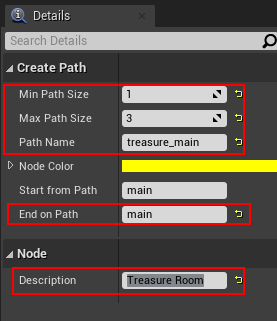 Details
Search Details
Create Path
Min Path Size 1
Max Path Size 3
Path Name treasure_main
Node Color
Start from Path main
End on Path main
Node
Description Treasure Room